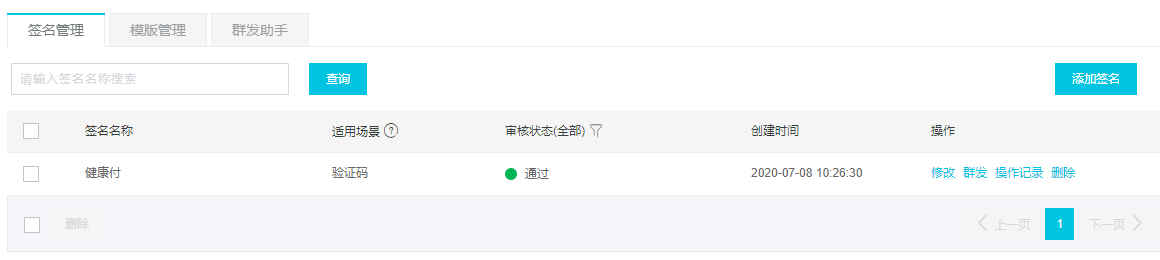 签名管理 模版管理 群发助手
请输入签名名称搜索 查询 添加签名
签名名称 适用场景 ? 审核状态(全部) 创建时间 操作
健康付 验证码 通过 2020-07-08 10:26:30 修改 群发 操作记录 删除
删除 上一页 1 下一页